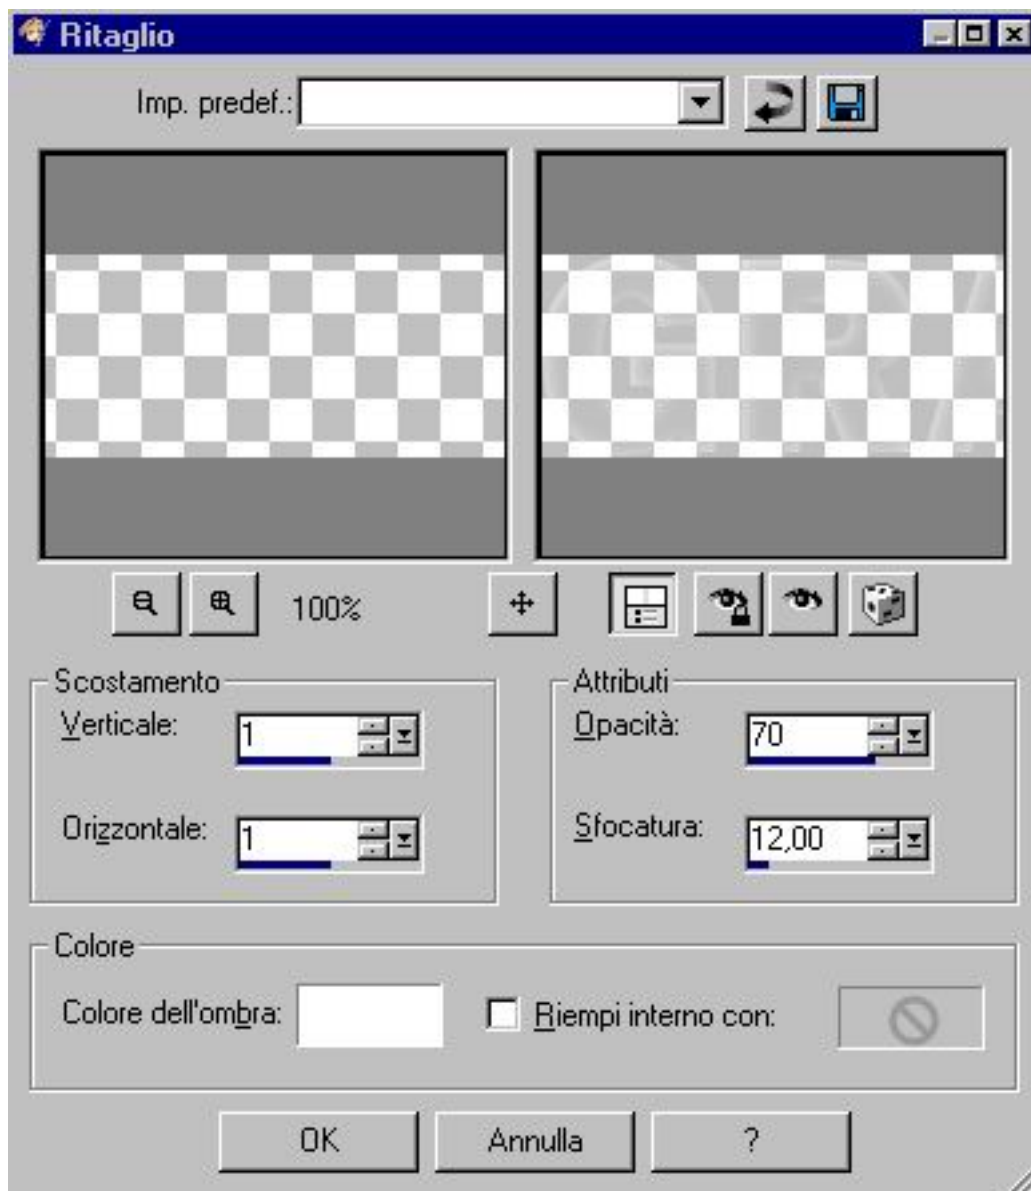 Ritaglio
Imp. predef.:
100%
Scostamento
Verticale: 1
Orizzontale: 1
Attributi
Opacità: 70
Sfocatura: 12,00
Colore
Colore dell'ombra:
Riempi interno con:
OK Annulla ?